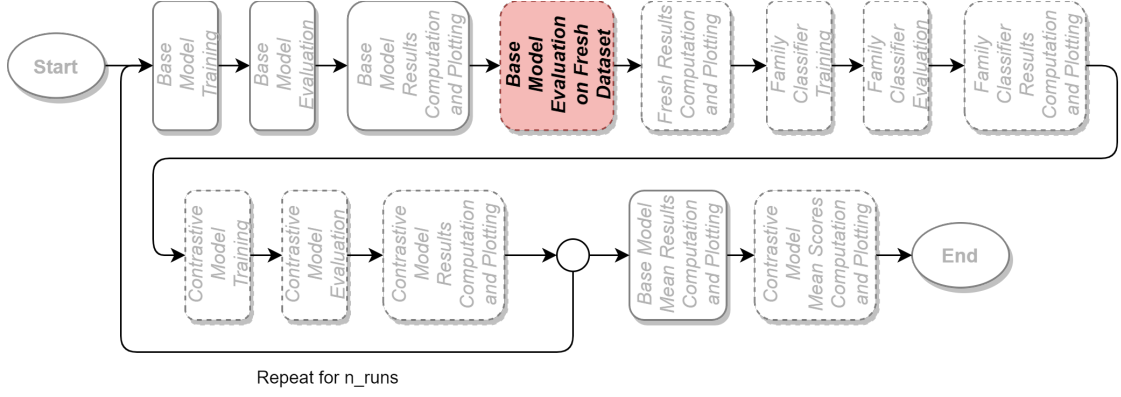 Start
Base
Model
Training
Base
Model
Evaluation
Base
Model
Results
Computation
and Plotting
Base
Model
Evaluation
on Fresh
Dataset
Fresh Results
Computation
and Plotting
Family
Classifier
Training
Family
Classifier
Evaluation
Family
Classifier
Results
Computation
and Plotting
Contrastive
Model
Training
Contrastive
Model
Evaluation
Contrastive
Model
Results
Computation
and Plotting
Base Model
Mean Results
Computation
and Plotting
Contrastive
Model
Mean Scores
Computation
and Plotting
End
Repeat for n_runs